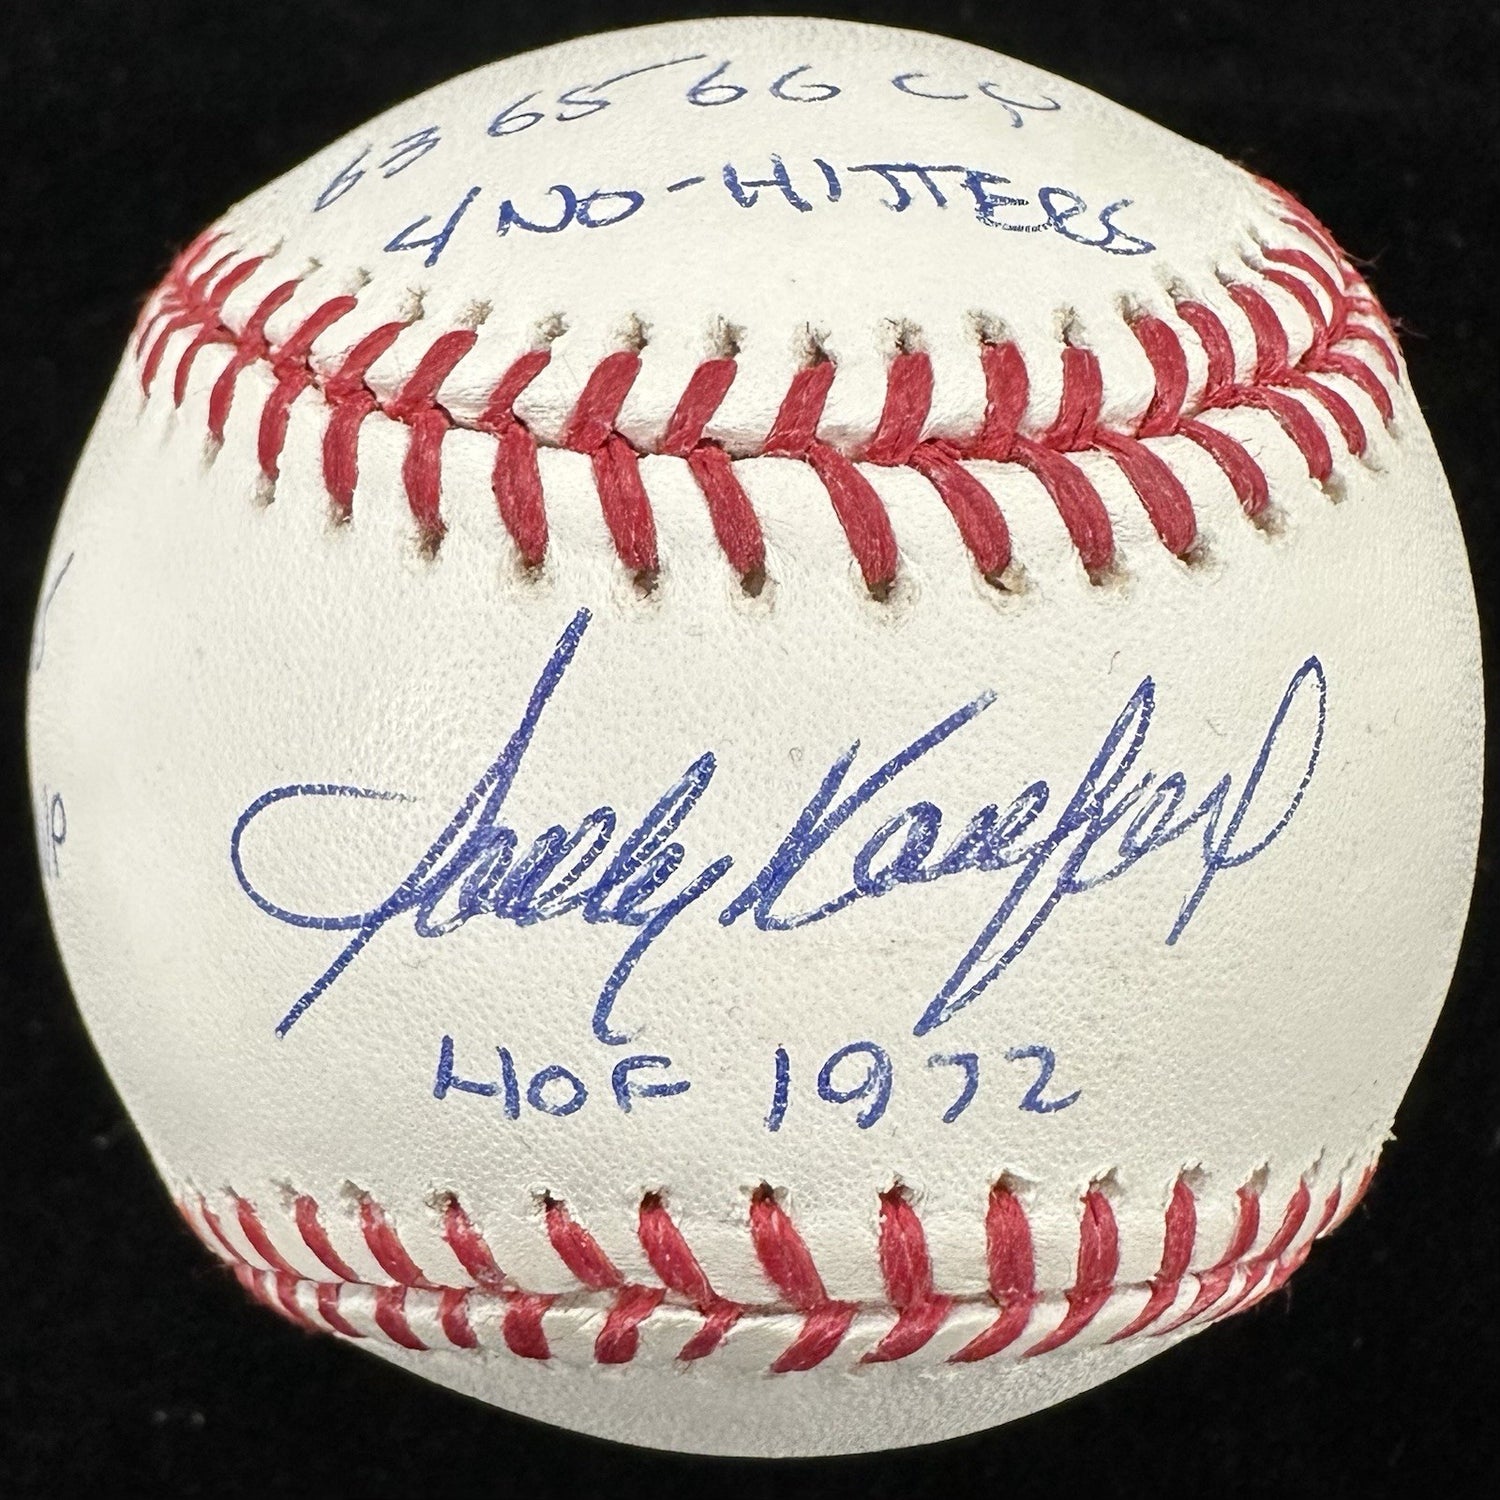 63 65 66 CY
4 NO-HITTERS
Sandy Koufax
HOF 1972